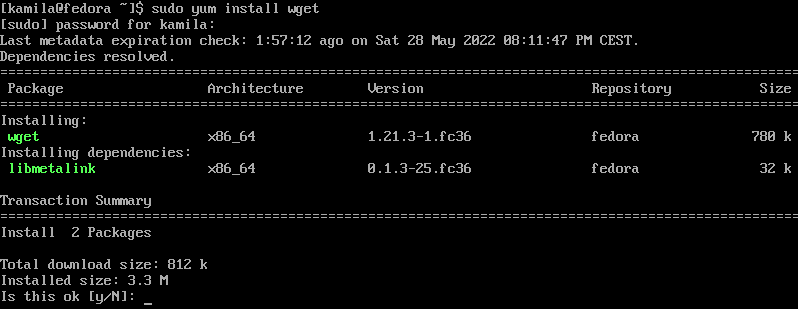 [kamila@fedora ~]$ sudo yum install wget
[sudo] password for kamila:
Last metadata expiration check: 1:57:12 ago on Sat 28 May 2022 08:11:47 PM CEST.
Dependencies resolved.
================================================================================
 Package          Architecture          Version          Repository          Size
================================================================================
Installing:
 wget          x86_64          1.21.3-1.fc36          fedora          780 k
Installing dependencies:
 libmetalink          x86_64          0.1.3-25.fc36          fedora          32 k

Transaction Summary
================================================================================
Install  2 Packages

Total download size: 812 k
Installed size: 3.3 M
Is this ok [y/N]: _